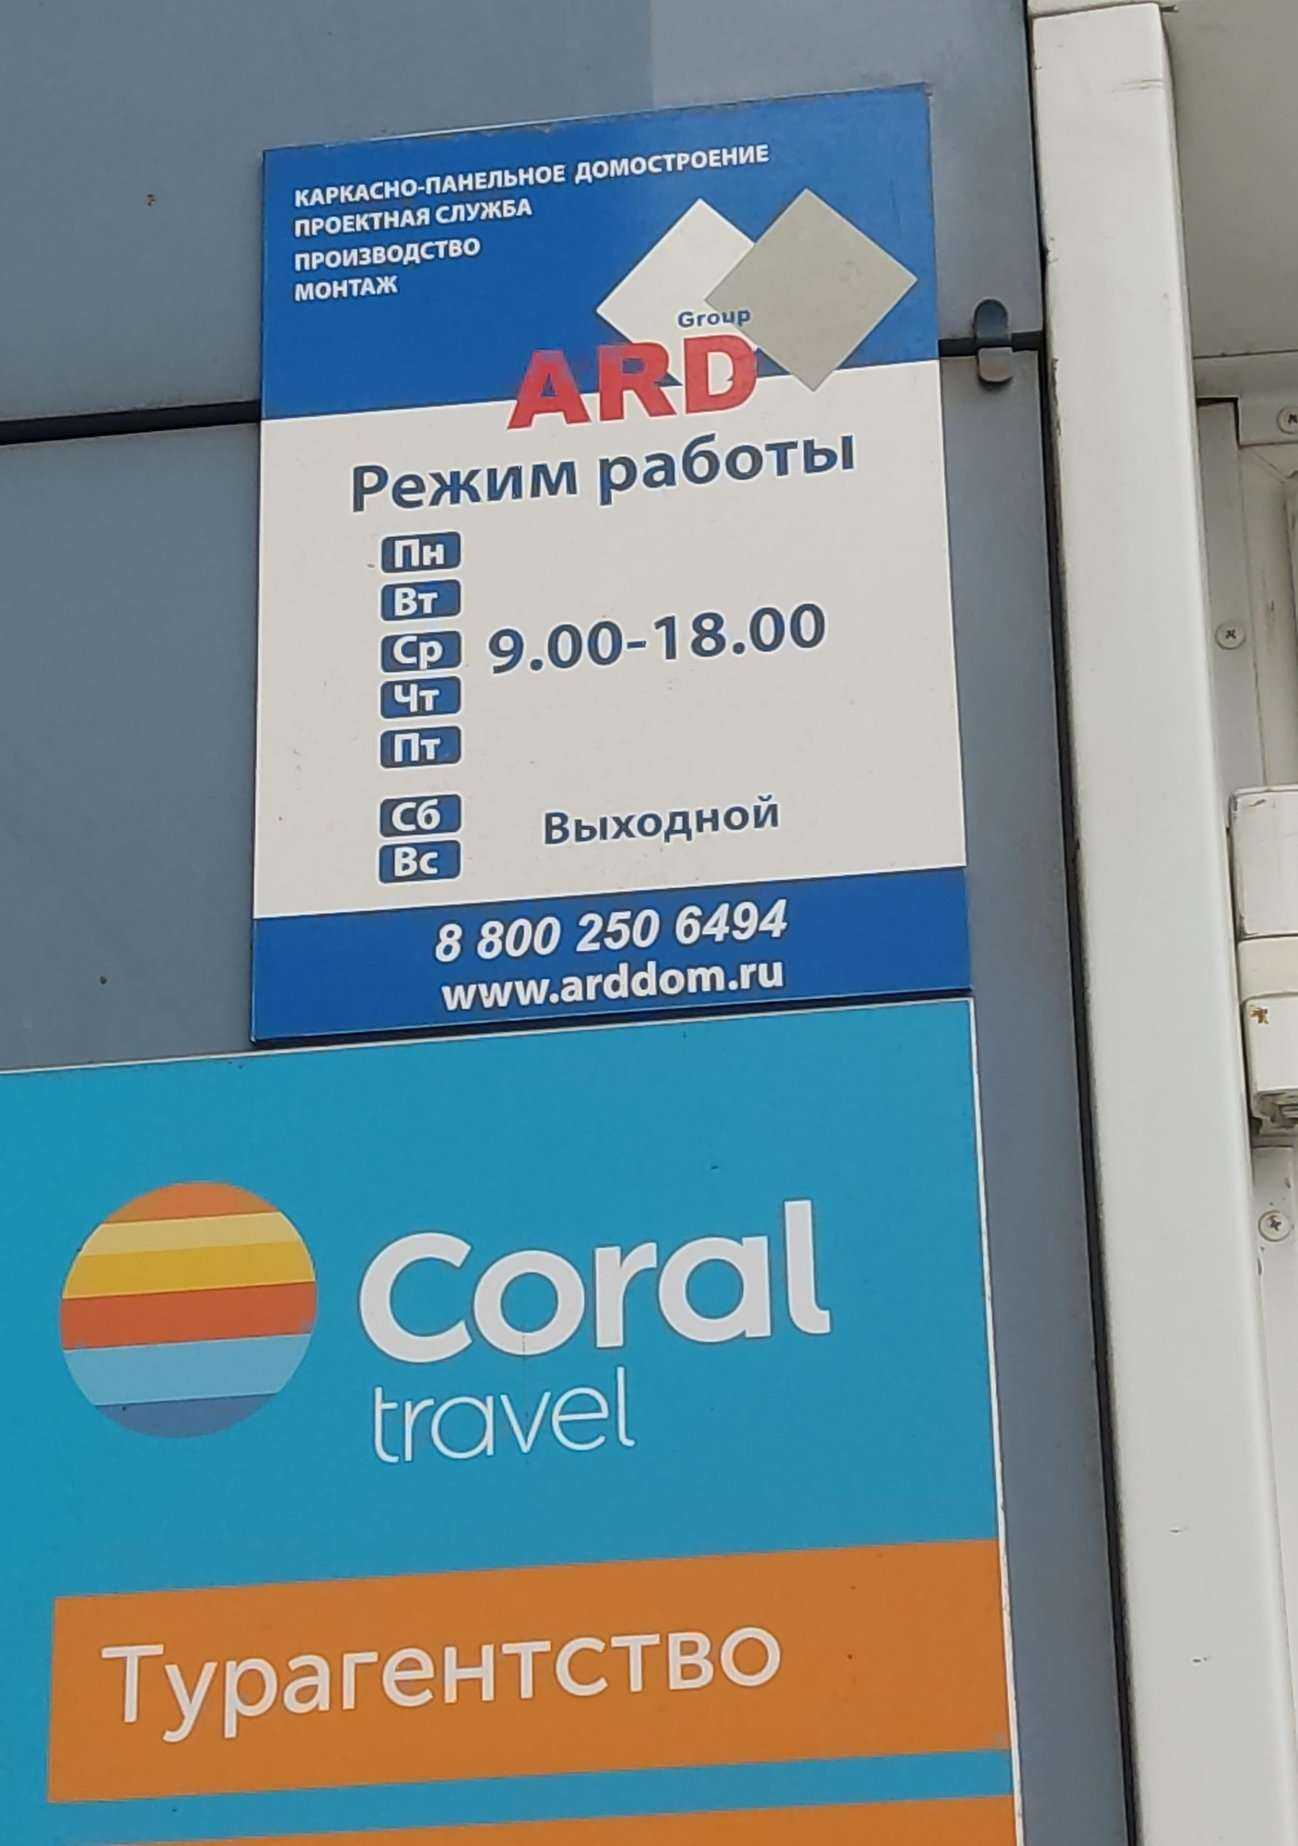 КАРКАСНО-ПАНЕЛЬНОЕ ДОМОСТРОЕНИЕ
ПРОЕКТНАЯ СЛУЖБА
ПРОИЗВОДСТВО
МОНТАЖ
Group
ARD
Режим работы
Пн
Вт
Ср 9.00-18.00
Чт
Пт
Сб Выходной
Вс
8 800 250 6494
www.arddom.ru
Coral
travel
Турагентство